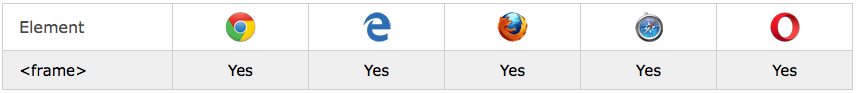 Element
<frame> Yes Yes Yes Yes Yes